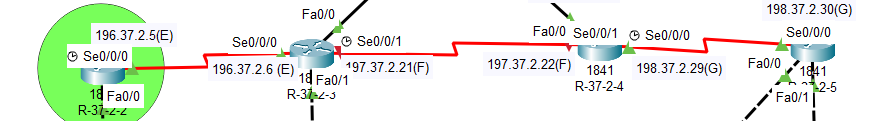 Fa0/0
198.37.2.30(G)
196.37.2.5(E)
Se0/0/0
Se0/0/0
Se0/0/1
Fa0/0
Se0/0/1
Se0/0/0
Se0/0/0
196.37.2.6 (E)
197.37.2.21(F)
197.37.2.22(F)
198.37.2.29(G)
Fa0/0
Fa0/0
Fa0/1
1841
1841
R-37-2-2
R-37-2-3
R-37-2-4
Fa0/1